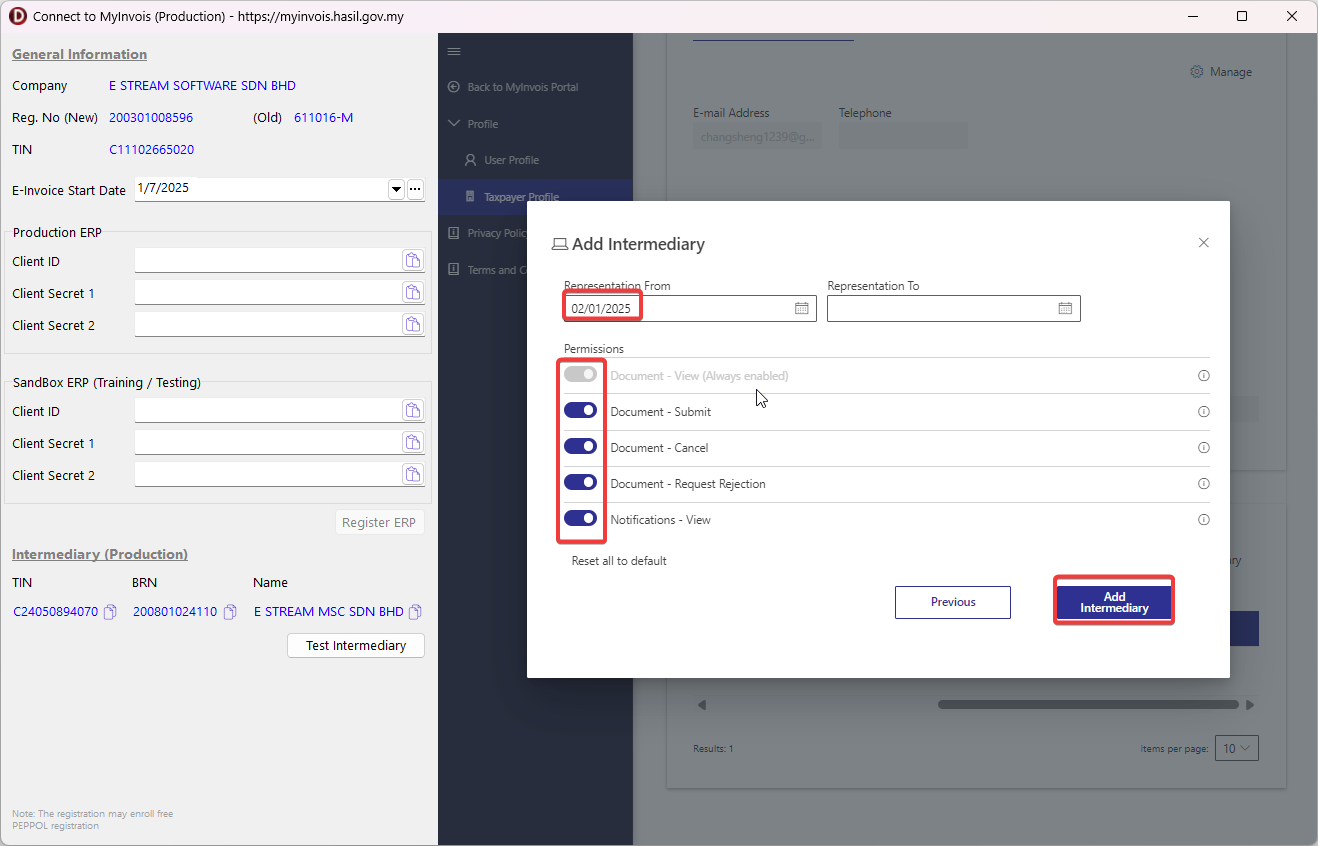 Connect to MyInvois (Production) - https://myinvois.hasil.gov.my
General Information
Company E STREAM SOFTWARE SDN BHD
Reg. No (New) 200301008596 (Old) 611016-M
TIN C11102665020
E-Invoice Start Date 1/7/2025
Production ERP
Client ID
Client Secret 1
Client Secret 2
SandBox ERP (Training / Testing)
Client ID
Client Secret 1
Client Secret 2
Register ERP
Intermediary (Production)
TIN BRN Name
C24050894070 200801024110 E STREAM MSC SDN BHD
Test Intermediary
Note: The registration may enroll free
PEPPOL registration
Back to MyInvois Portal
Profile
User Profile
Taxpayer Profile
Privacy Polic
Terms and C
Manage
E-mail Address Telephone
changsheng1239@g...
Add Intermediary
Representation From Representation To
02/01/2025
Permissions
Document - View (Always enabled)
Document - Submit
Document - Cancel
Document - Request Rejection
Notifications - View
Reset all to default
Previous
Add
Intermediary
ry
Results: 1 Items per page: 10